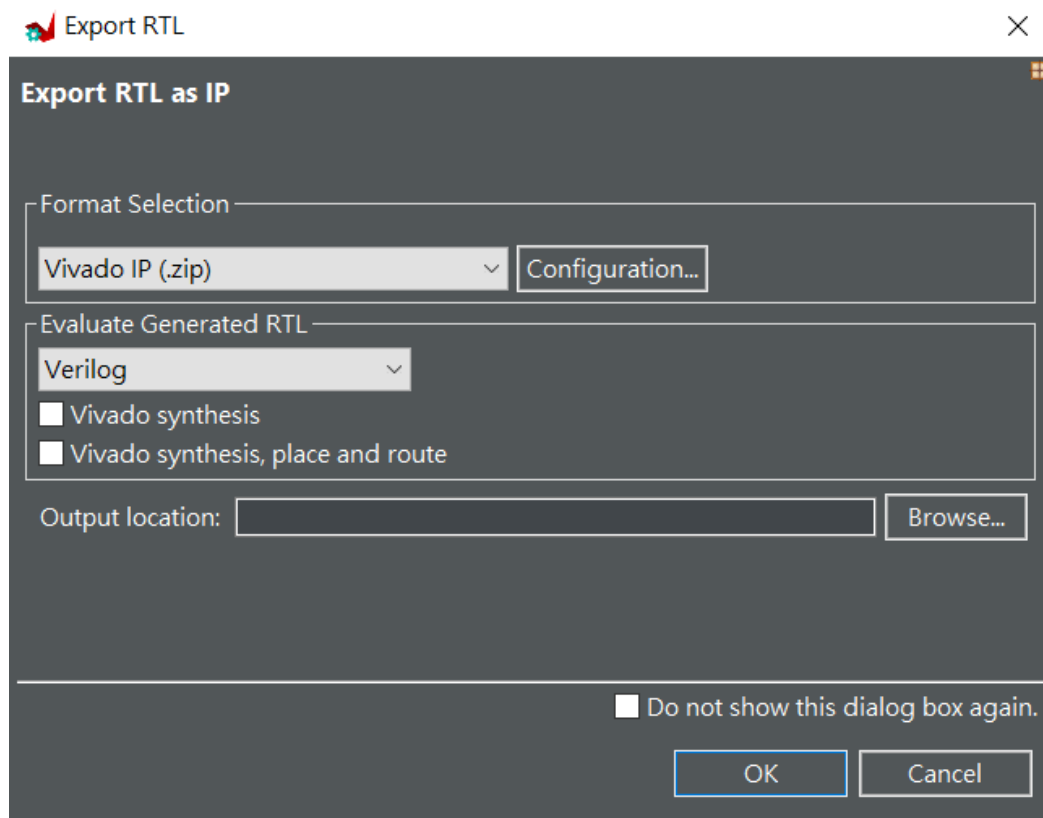 Export RTL
Export RTL as IP
Format Selection
Vivado IP (.zip)
Configuration...
Evaluate Generated RTL
Verilog
Vivado synthesis
Vivado synthesis, place and route
Output location:
Browse...
Do not show this dialog box again.
OK
Cancel